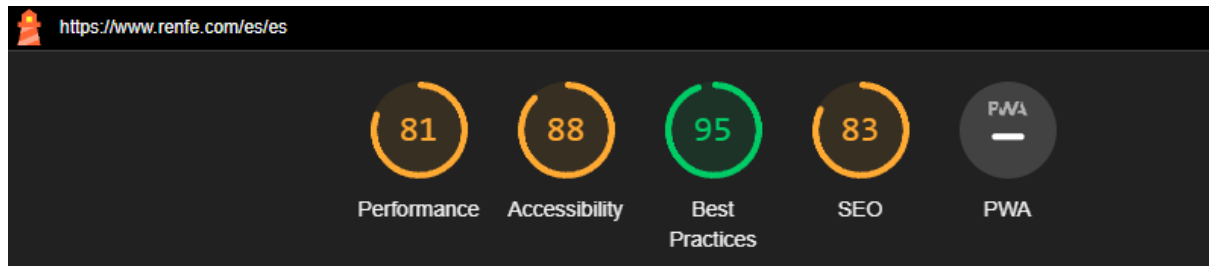 https://www.renfe.com/es/es
81
88
95
83
PWA
Performance
Accessibility
Best
Practices
SEO
PWA